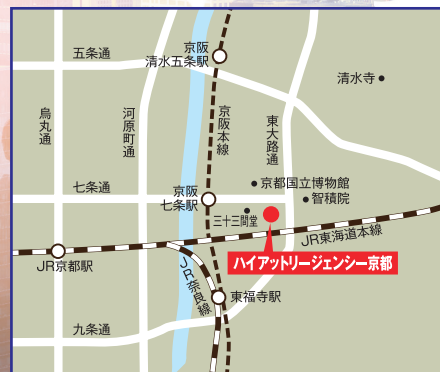 京阪
清水五条駅
五条通
清水寺
烏丸通
河原町通
京阪本線
東大路通
七条通
京阪
七条駅
京都国立博物館
智積院
三十三間堂
JR東海道本線
JR京都駅
ハイアットリージェンシー京都
JR奈良線
東福寺駅
九条通